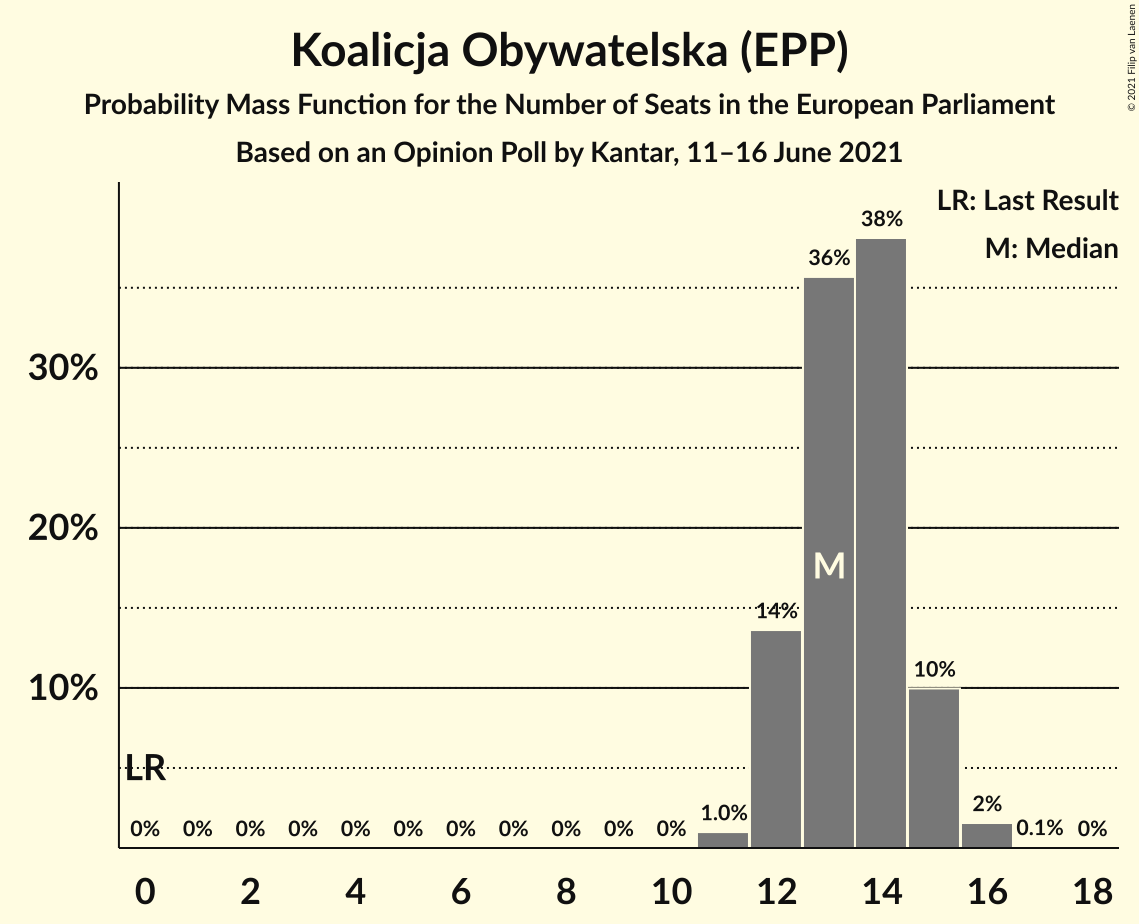 Koalicja Obywatelska (EPP)
Probability Mass Function for the Number of Seats in the European Parliament
Based on an Opinion Poll by Kantar, 11–16 June 2021
© 2021 Filip van Laenen
LR: Last Result
M: Median
38%
36%
30%
20%
M
14%
10%
10%
LR
0% 0% 0% 0% 0% 0% 0% 0% 0% 0% 0% 1.0% 2% 0.1% 0%
0 2 4 6 8 10 12 14 16 18